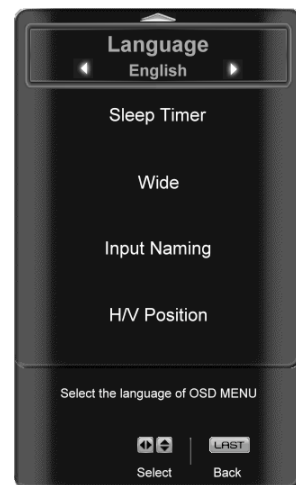 Language
English
Sleep Timer
Wide
Input Naming
H/V Position
Select the language of OSD MENU
LAST
Select Back